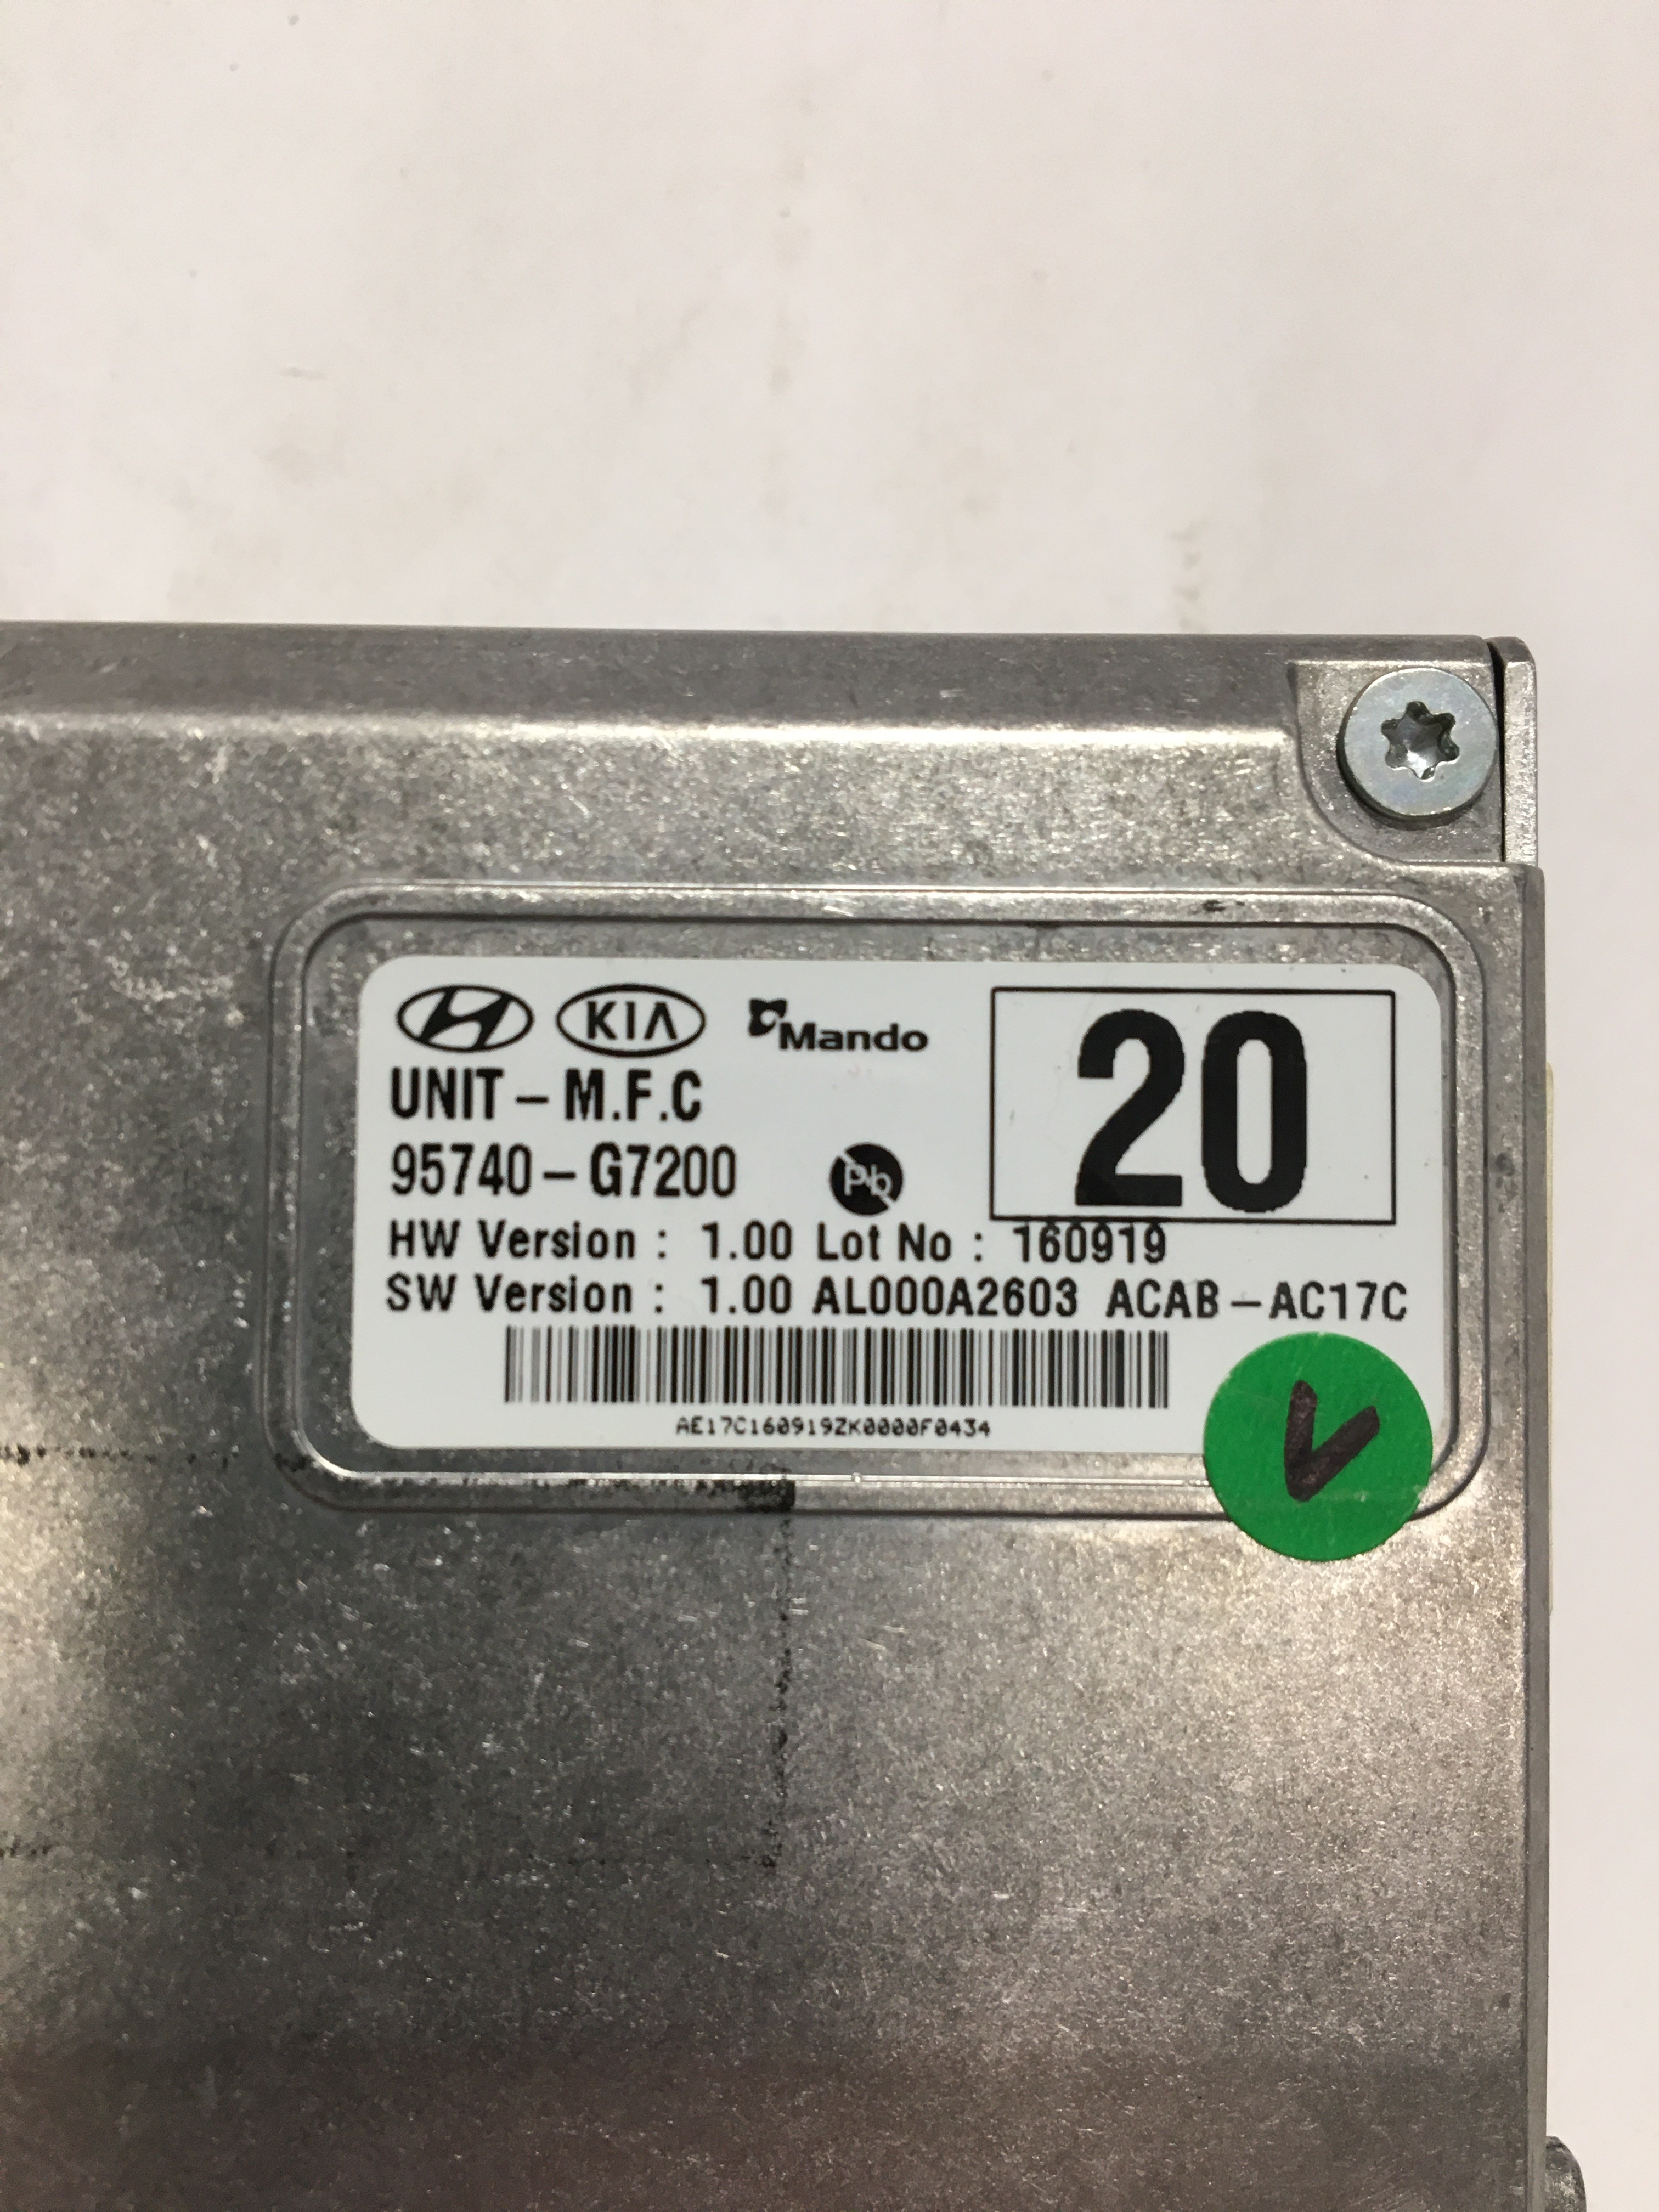 KIA Mando
20
UNIT-M.F.C
95740-G7200
Pb
HW Version : 1.00 Lot No : 160919
SW Version : 1.00 AL000A2603 ACAB-AC17C
AE17C160919ZK0000F0434